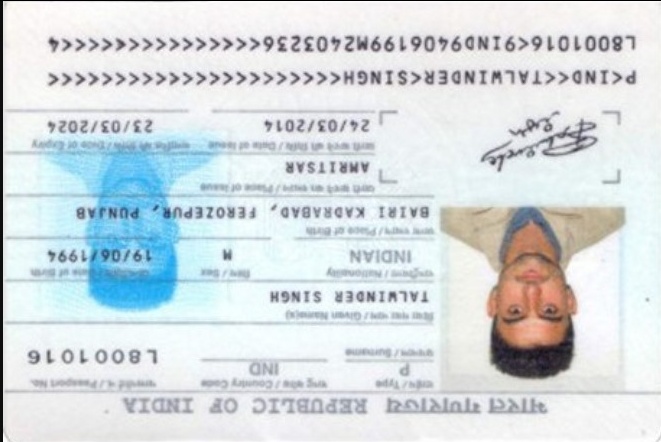 भारत गणराज्य REPUBLIC OF INDIA
टाईप / Type
राष्ट्र कोड / Country Code
पासपोर्ट नं. / Passport No.
P
IND
L8001016
उपनाम / Surname
दिया गया नाम / Given Name(s)
TALWINDER SINGH
राष्ट्रीयता / Nationality
लिंग / Sex
जन्मतिथि / Date of Birth
INDIAN
M
19/06/1994
जन्म स्थान / Place of Birth
BAIRI KADRABAD, FEROZEPUR, PUNJAB
जारी करने का स्थान / Place of Issue
AMRITSAR
जारी करने की तिथि / Date of Issue
समाप्ति की तिथि / Date of Expiry
24/03/2014
23/03/2024
P<IND<TALWINDER<SINGH<<<<<<<<<<<<<<<<<<<<<<<
L8001016<9IND9406199M2403236<<<<<<<<<<<<<<<4